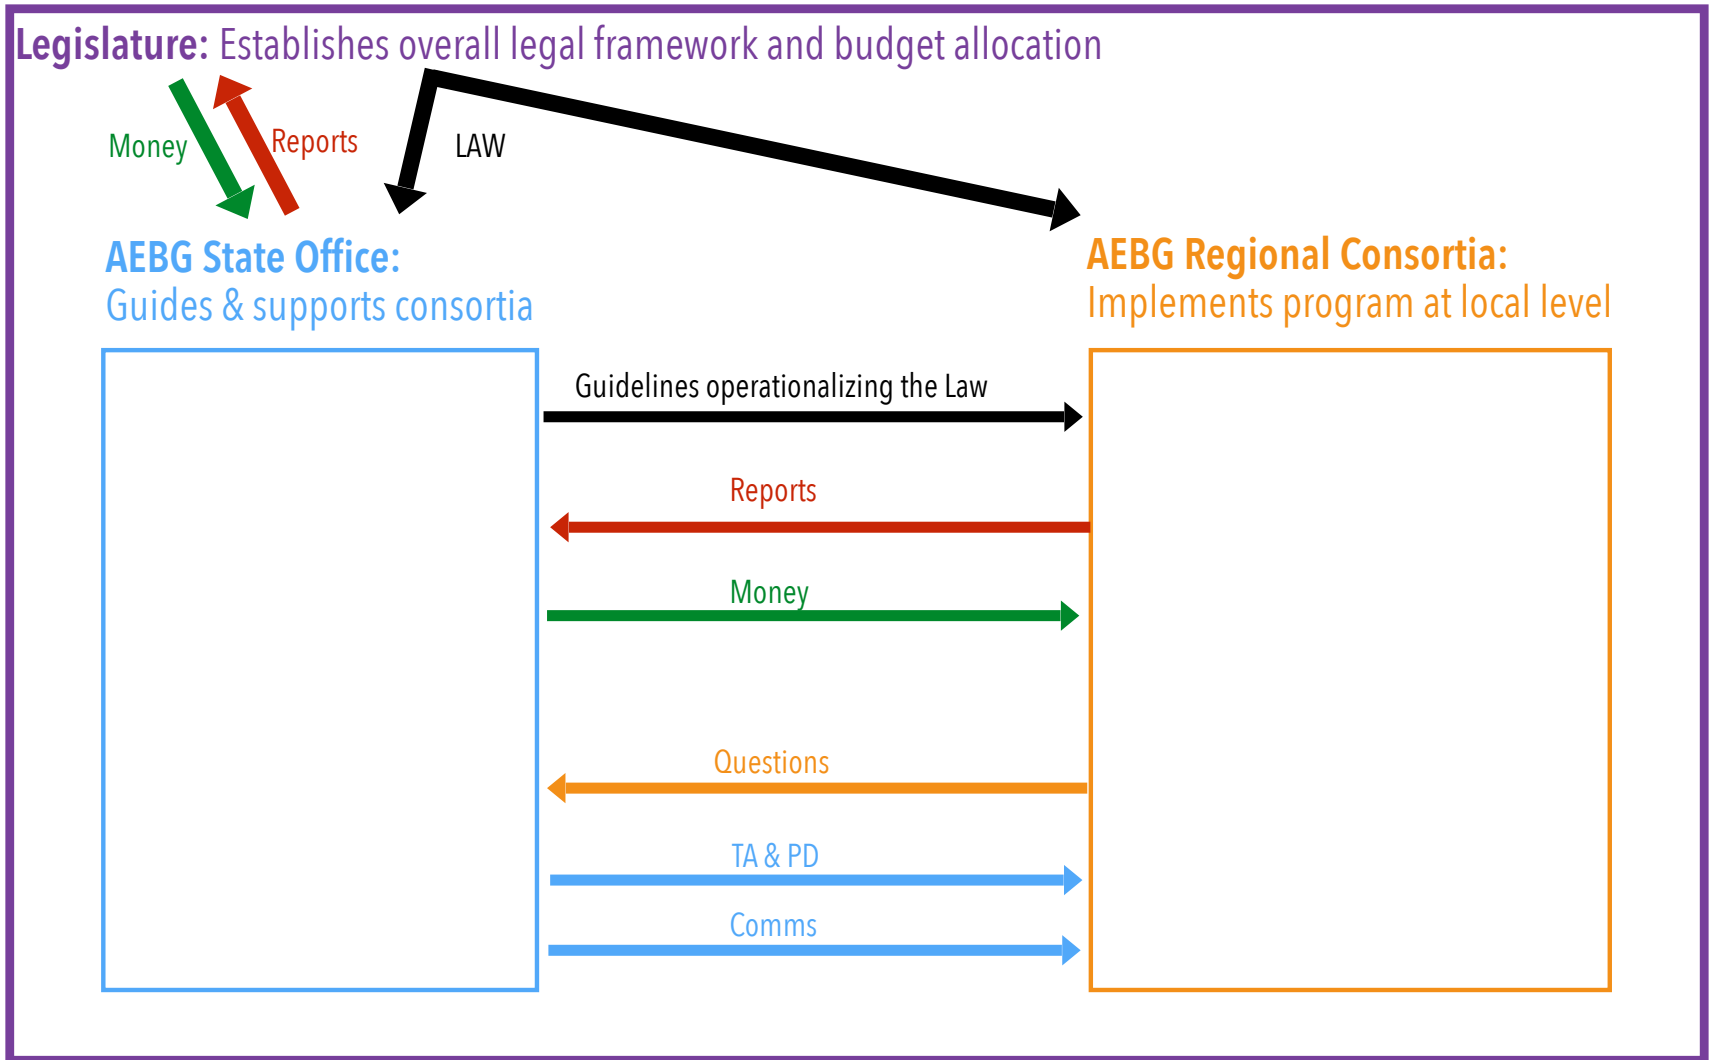 Legislature: Establishes overall legal framework and budget allocation
Money
Reports
LAW
AEBG State Office:
Guides & supports consortia
AEBG Regional Consortia:
Implements program at local level
Guidelines operationalizing the Law
Reports
Money
Questions
TA & PD
Comms